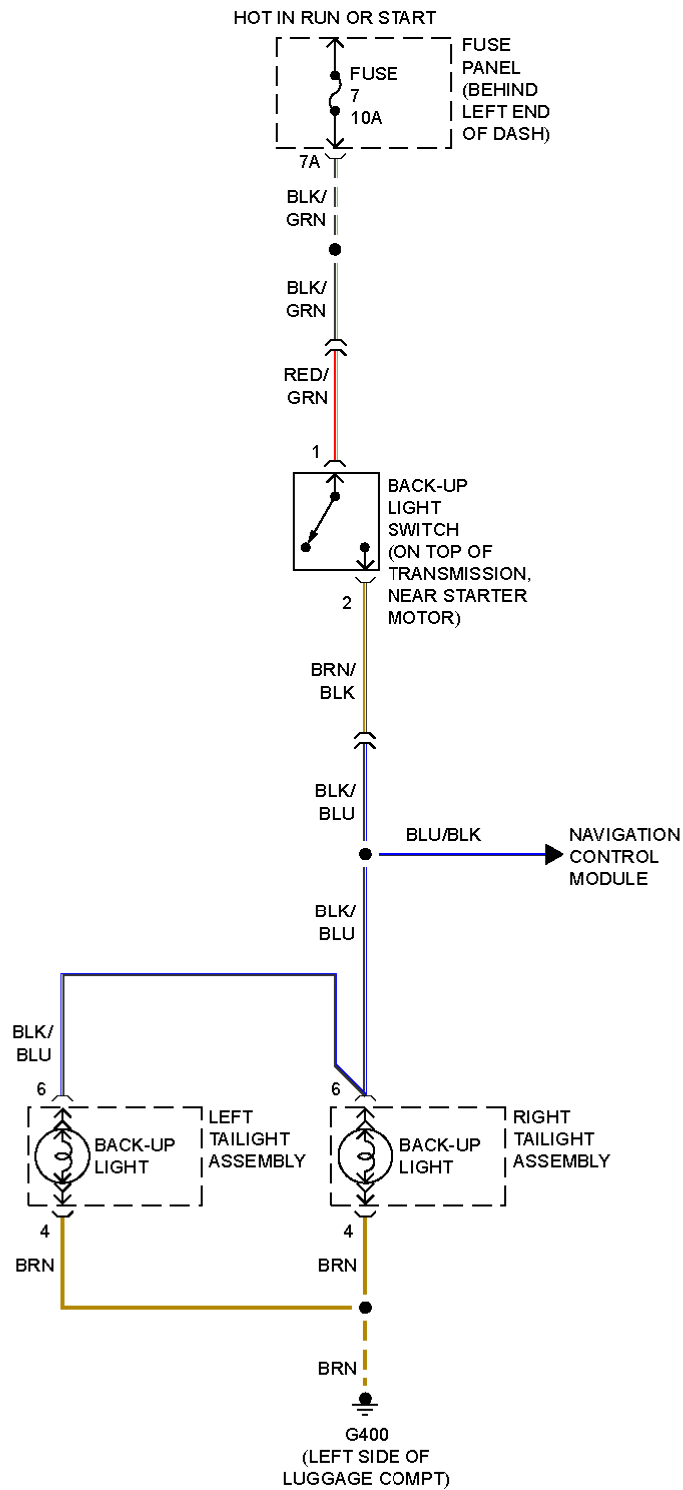 HOT IN RUN OR START
FUSE
PANEL
(BEHIND
LEFT END
OF DASH)
FUSE
7
10A
7A
BLK/
GRN
BLK/
GRN
RED/
GRN
1
BACK-UP
LIGHT
SWITCH
(ON TOP OF
TRANSMISSION,
NEAR STARTER
MOTOR)
2
BRN/
BLK
BLK/
BLU
BLU/BLK
NAVIGATION
CONTROL
MODULE
BLK/
BLU
BLK/
BLU
6
6
LEFT
TAILIGHT
ASSEMBLY
BACK-UP
LIGHT
RIGHT
TAILIGHT
ASSEMBLY
BACK-UP
LIGHT
4
4
BRN
BRN
BRN
G400
(LEFT SIDE OF
LUGGAGE COMPT)